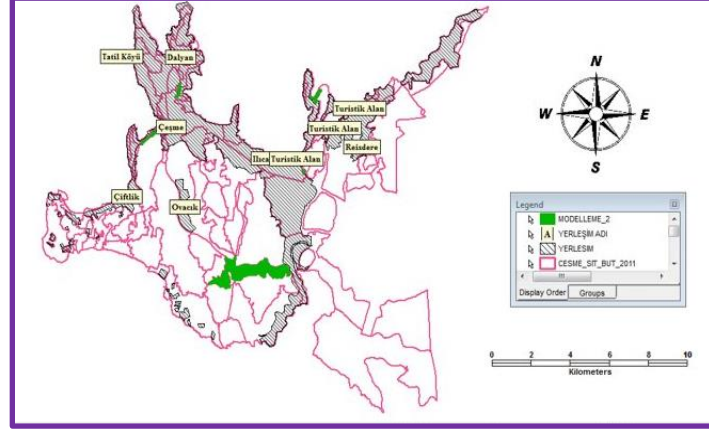 Tatil Köyü
Dalyan
Turistik Alan
Çeşme
Turistik Alan
Ilıca
Turistik Alan
Reisdere
Çiftlik
Ovacık
N
W
E
S
Legend
MODELLEME_2
A YERLEŞİM ADI
YERLESIM
CESME_SIT_BUT_2011
Display Order Groups
0 2 4 6 8 10
Kilometers